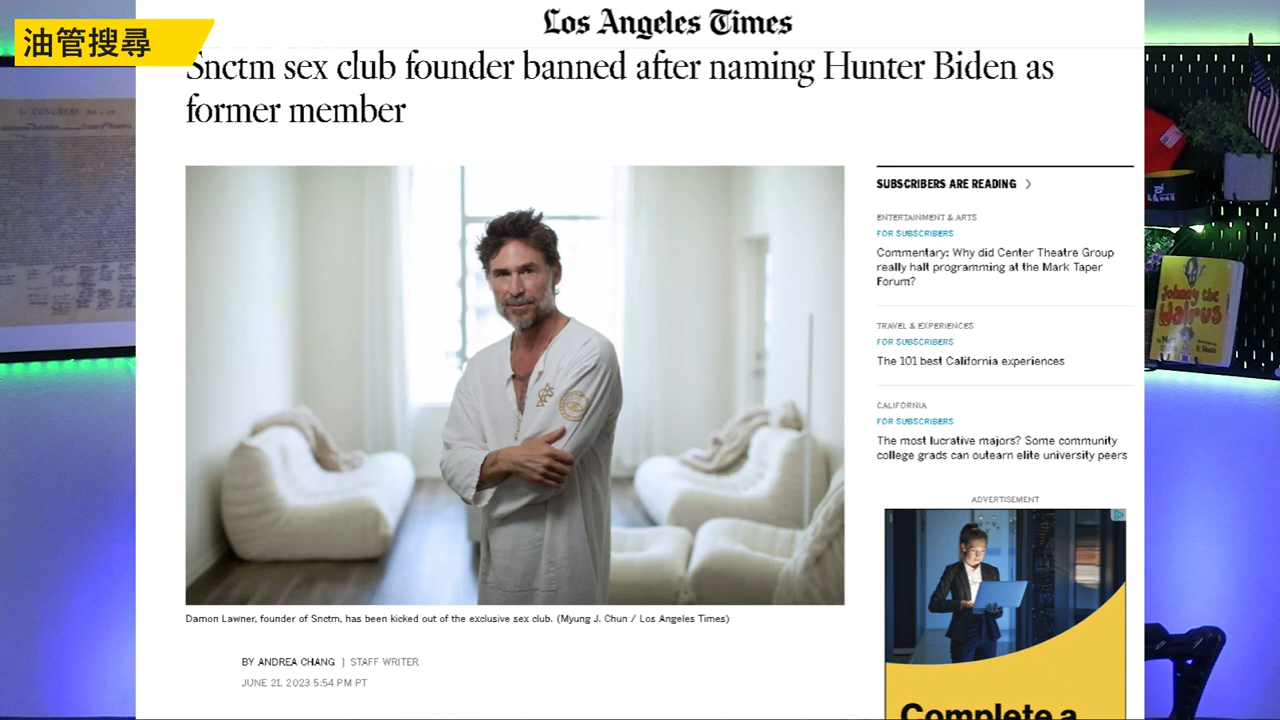 油管搜尋
Los Angeles Times
Snctm sex club founder banned after naming Hunter Biden as
former member
SUBSCRIBERS ARE READING
ENTERTAINMENT & ARTS
FOR SUBSCRIBERS
Commentary: Why did Center Theatre Group
really halt programming at the Mark Taper
Forum?
TRAVEL & EXPERIENCES
FOR SUBSCRIBERS
The 101 best California experiences
CALIFORNIA
FOR SUBSCRIBERS
The most lucrative majors? Some community
college grads can outearn elite university peers
ADVERTISEMENT
Complete a
Damon Lawner, founder of Snctm, has been kicked out of the exclusive sex club. (Myung J. Chun / Los Angeles Times)
BY ANDREA CHANG | STAFF WRITER
JUNE 21, 2023 5:54 PM PT
Johnny the
Walrus